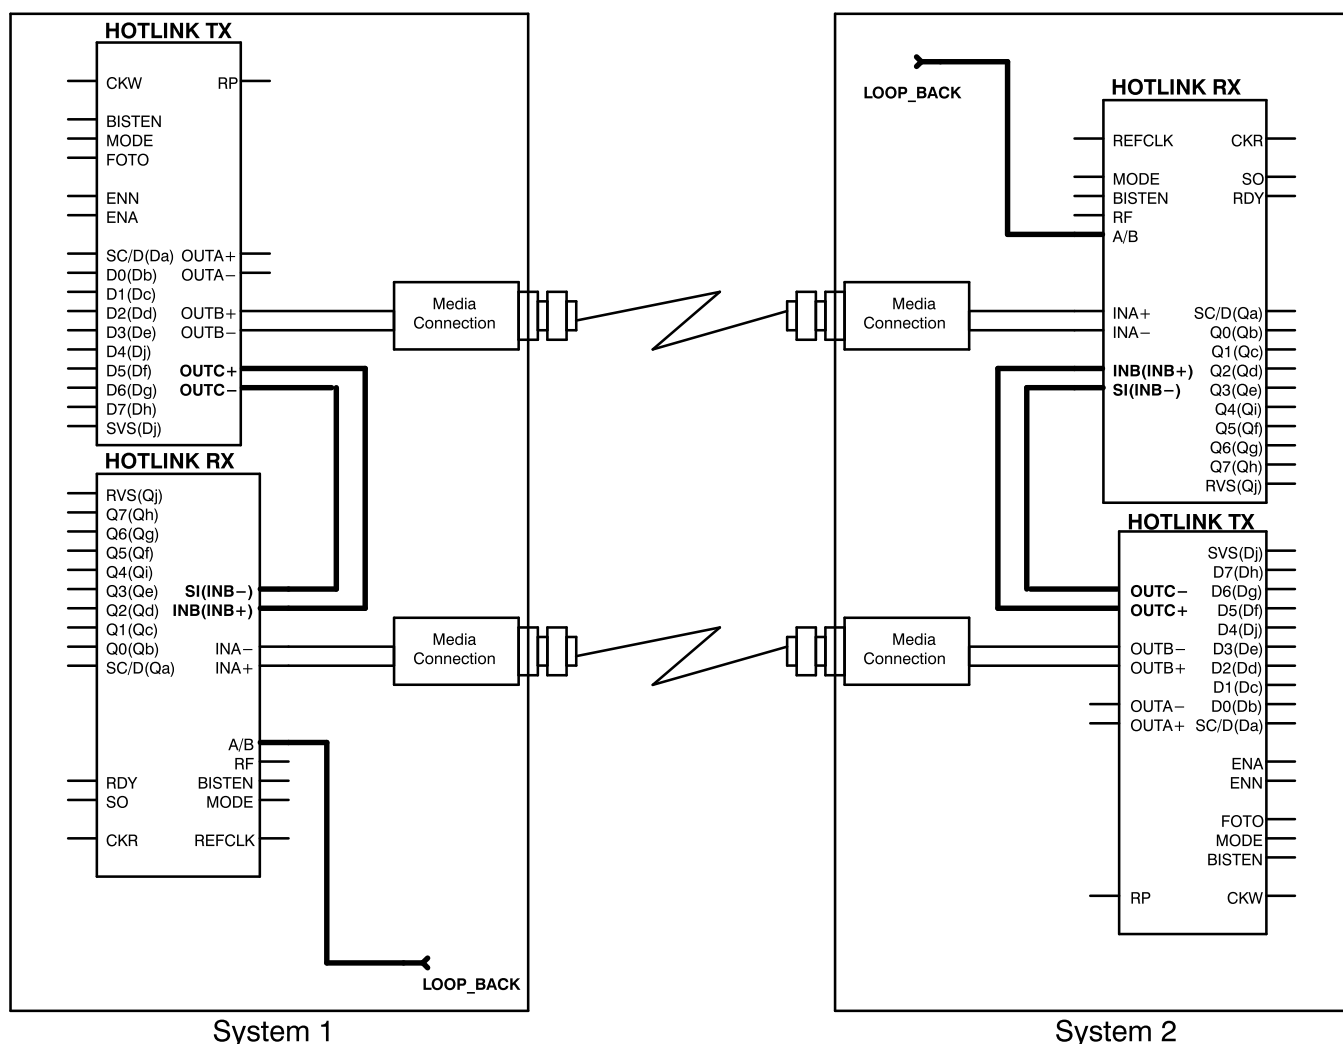 HOTLINK TX
CKW RP
BISTEN
MODE
FOTO
ENN
ENA
SC/D(Da) OUTA+
D0(Db) OUTA−
D1(Dc)
D2(Dd) OUTB+
D3(De) OUTB−
D4(Dj)
D5(Df) OUTC+
D6(Dg) OUTC−
D7(Dh)
SVS(Dj)
HOTLINK RX
RVS(Qj)
Q7(Qh)
Q6(Qg)
Q5(Qf)
Q4(Qi)
Q3(Qe) SI(INB−)
Q2(Qd) INB(INB+)
Q1(Qc)
Q0(Qb) INA−
SC/D(Qa) INA+
A/B
RF
RDY BISTEN
SO MODE
CKR REFCLK
LOOP_BACK
Media
Connection
Media
Connection
System 1
LOOP_BACK
HOTLINK RX
REFCLK CKR
MODE SO
BISTEN RDY
RF
A/B
Media
Connection
INA+ SC/D(Qa)
INA− Q0(Qb)
Q1(Qc)
INB(INB+) Q2(Qd)
SI(INB−) Q3(Qe)
Q4(Qi)
Q5(Qf)
Q6(Qg)
Q7(Qh)
RVS(Qj)
HOTLINK TX
SVS(Dj)
D7(Dh)
OUTC− D6(Dg)
OUTC+ D5(Df)
D4(Dj)
Media
Connection
OUTB− D3(De)
OUTB+ D2(Dd)
D1(Dc)
OUTA− D0(Db)
OUTA+ SC/D(Da)
ENA
ENN
FOTO
MODE
BISTEN
RP CKW
System 2